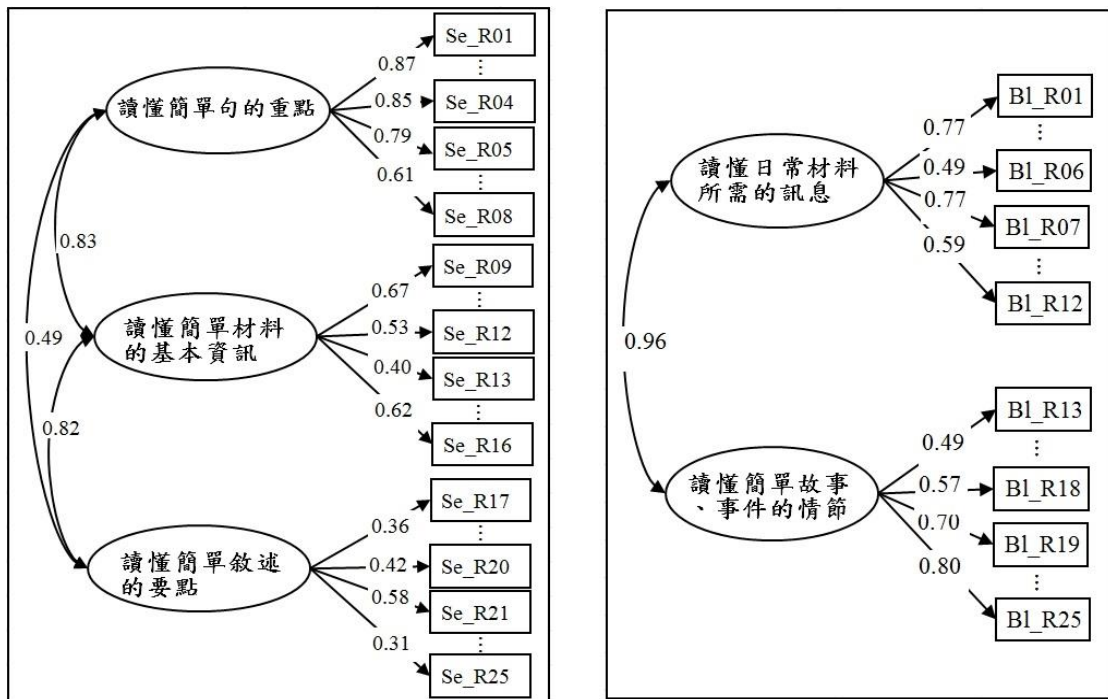 Se_R01
0.87
讀懂簡單句的重點
0.85
Se_R04
0.79
Se_R05
0.61
Se_R08
0.83
Se_R09
0.67
讀懂簡單材料
的基本資訊
0.53
Se_R12
0.49
0.40
Se_R13
0.62
Se_R16
0.82
Se_R17
0.36
讀懂簡單敘述
的要點
0.42
Se_R20
0.58
Se_R21
0.31
Se_R25
Bl_R01
0.77
讀懂日常材料
所需的訊息
0.49
Bl_R06
0.77
Bl_R07
0.59
Bl_R12
0.96
Bl_R13
0.49
讀懂簡單故事
、事件的情節
0.57
Bl_R18
0.70
Bl_R19
0.80
Bl_R25